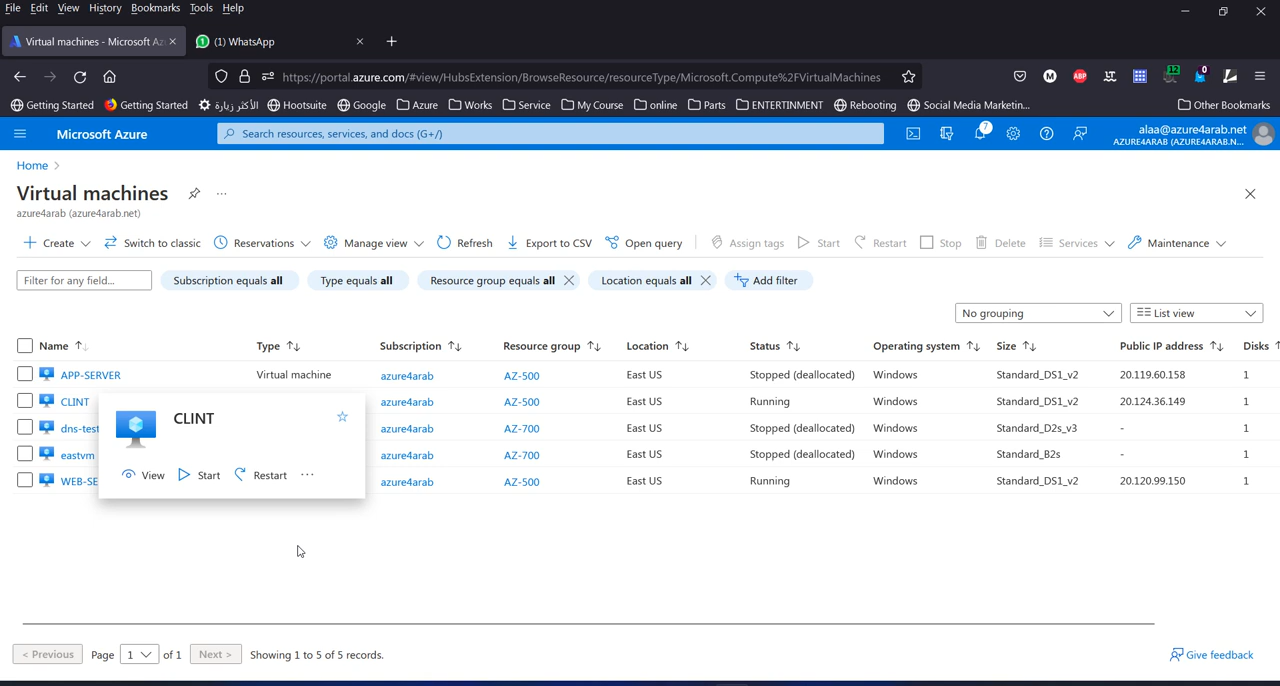 File Edit View History Bookmarks Tools Help
Virtual machines - Microsoft Az
(1) WhatsApp
https://portal.azure.com/#view/HubsExtension/BrowseResource/resourceType/Microsoft.Compute%2FVirtualMachines
M ABP 12 0
Getting Started Getting Started الأكثر زيارة Hootsuite Google Azure Works Service My Course online Parts ENTERTIMENT Rebooting Social Media Marketin... Other Bookmarks
Microsoft Azure
Search resources, services, and docs (G+/)
7
alaa@azure4arab.net
AZURE4ARAB (AZURE4ARAB.N...
Home >
Virtual machines ...
azure4arab (azure4arab.net)
Create Switch to classic Reservations Manage view Refresh Export to CSV Open query Assign tags Start Restart Stop Delete Services Maintenance
Filter for any field... Subscription equals all Type equals all Resource group equals all Location equals all Add filter
No grouping List view
Name Type Subscription Resource group Location Status Operating system Size Public IP address Disks
APP-SERVER Virtual machine azure4arab AZ-500 East US Stopped (deallocated) Windows Standard_DS1_v2 20.119.60.158 1
CLINT azure4arab AZ-500 East US Running Windows Standard_DS1_v2 20.124.36.149 1
dns-test azure4arab AZ-700 East US Stopped (deallocated) Windows Standard_D2s_v3 - 1
eastvm azure4arab AZ-700 East US Stopped (deallocated) Windows Standard_B2s - 1
WEB-SE azure4arab AZ-500 East US Running Windows Standard_DS1_v2 20.120.99.150 1
CLINT
View Start Restart ...
< Previous Page 1 of 1 Next > Showing 1 to 5 of 5 records.
Give feedback